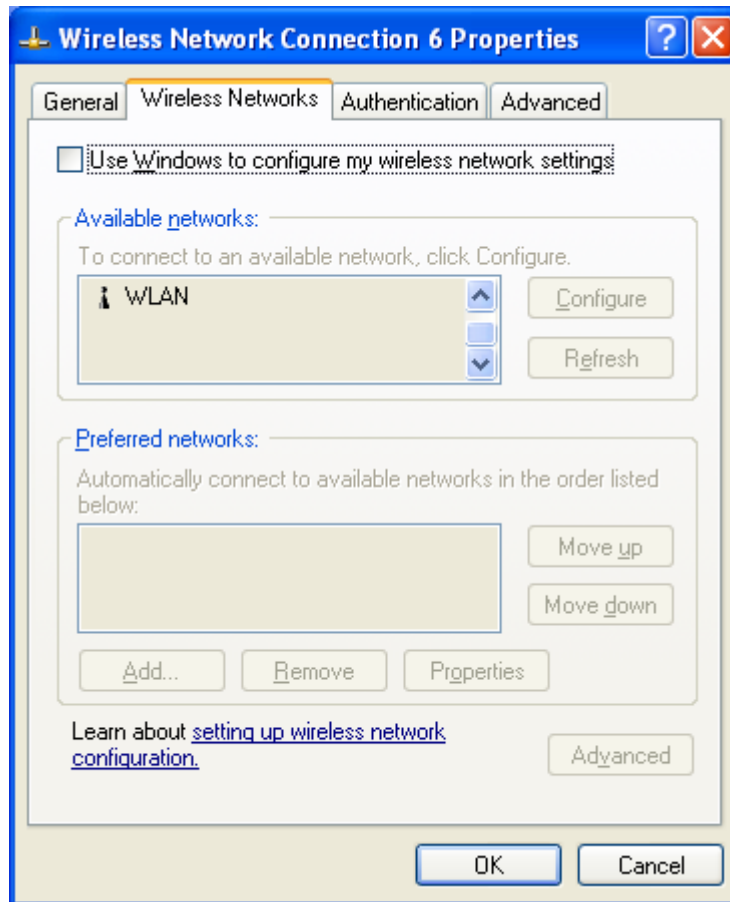 Wireless Network Connection 6 Properties
General Wireless Networks Authentication Advanced
Use Windows to configure my wireless network settings
Available networks:
To connect to an available network, click Configure.
WLAN
Configure
Refresh
Preferred networks:
Automatically connect to available networks in the order listed
below:
Move up
Move down
Add... Remove Properties
Learn about setting up wireless network
configuration.
Advanced
OK Cancel